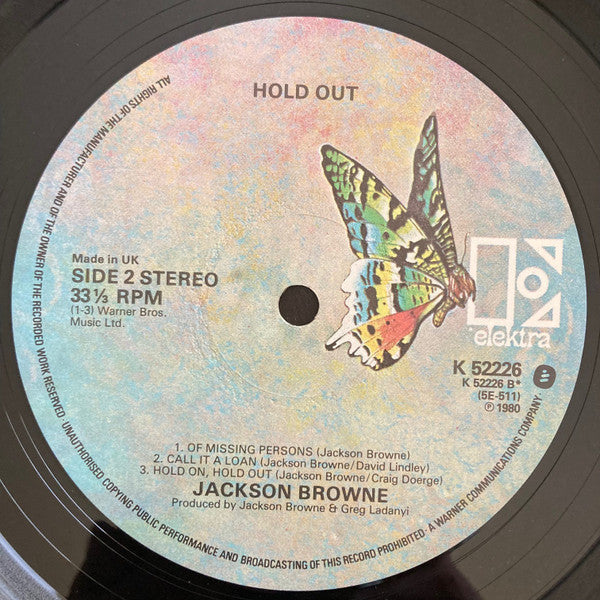 HOLD OUT
Made in UK
SIDE 2 STEREO
33⅓ RPM
(1-3) Warner Bros.
Music Ltd.
elektra
K 52226
K 52226 B*
(5E-511)
℗ 1980
1. OF MISSING PERSONS (Jackson Browne)
2. CALL IT A LOAN (Jackson Browne/David Lindley)
3. HOLD ON, HOLD OUT (Jackson Browne/Craig Doerge)
JACKSON BROWNE
Produced by Jackson Browne & Greg Ladanyi
ALL RIGHTS OF THE MANUFACTURER AND OF THE OWNER OF THE RECORDED WORK RESERVED · UNAUTHORISED COPYING PUBLIC PERFORMANCE AND BROADCASTING OF THIS RECORD PROHIBITED · A WARNER COMMUNICATIONS COMPANY ·